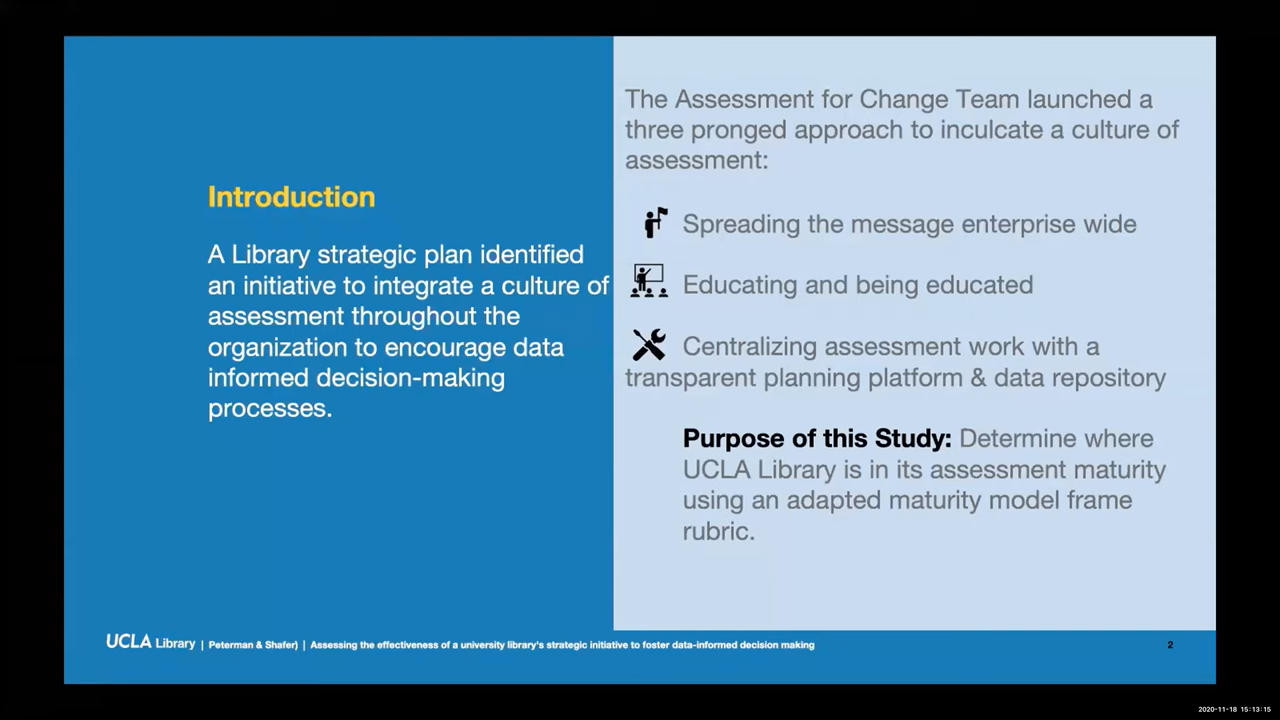 Introduction
A Library strategic plan identified
an initiative to integrate a culture of
assessment throughout the
organization to encourage data
informed decision-making
processes.
The Assessment for Change Team launched a
three pronged approach to inculcate a culture of
assessment:
Spreading the message enterprise wide
Educating and being educated
Centralizing assessment work with a
transparent planning platform & data repository
Purpose of this Study: Determine where
UCLA Library is in its assessment maturity
using an adapted maturity model frame
rubric.
UCLA Library | Peterman & Shafer) | Assessing the effectiveness of a university library's strategic initiative to foster data-informed decision making
2
2020-11-18 15:13:15